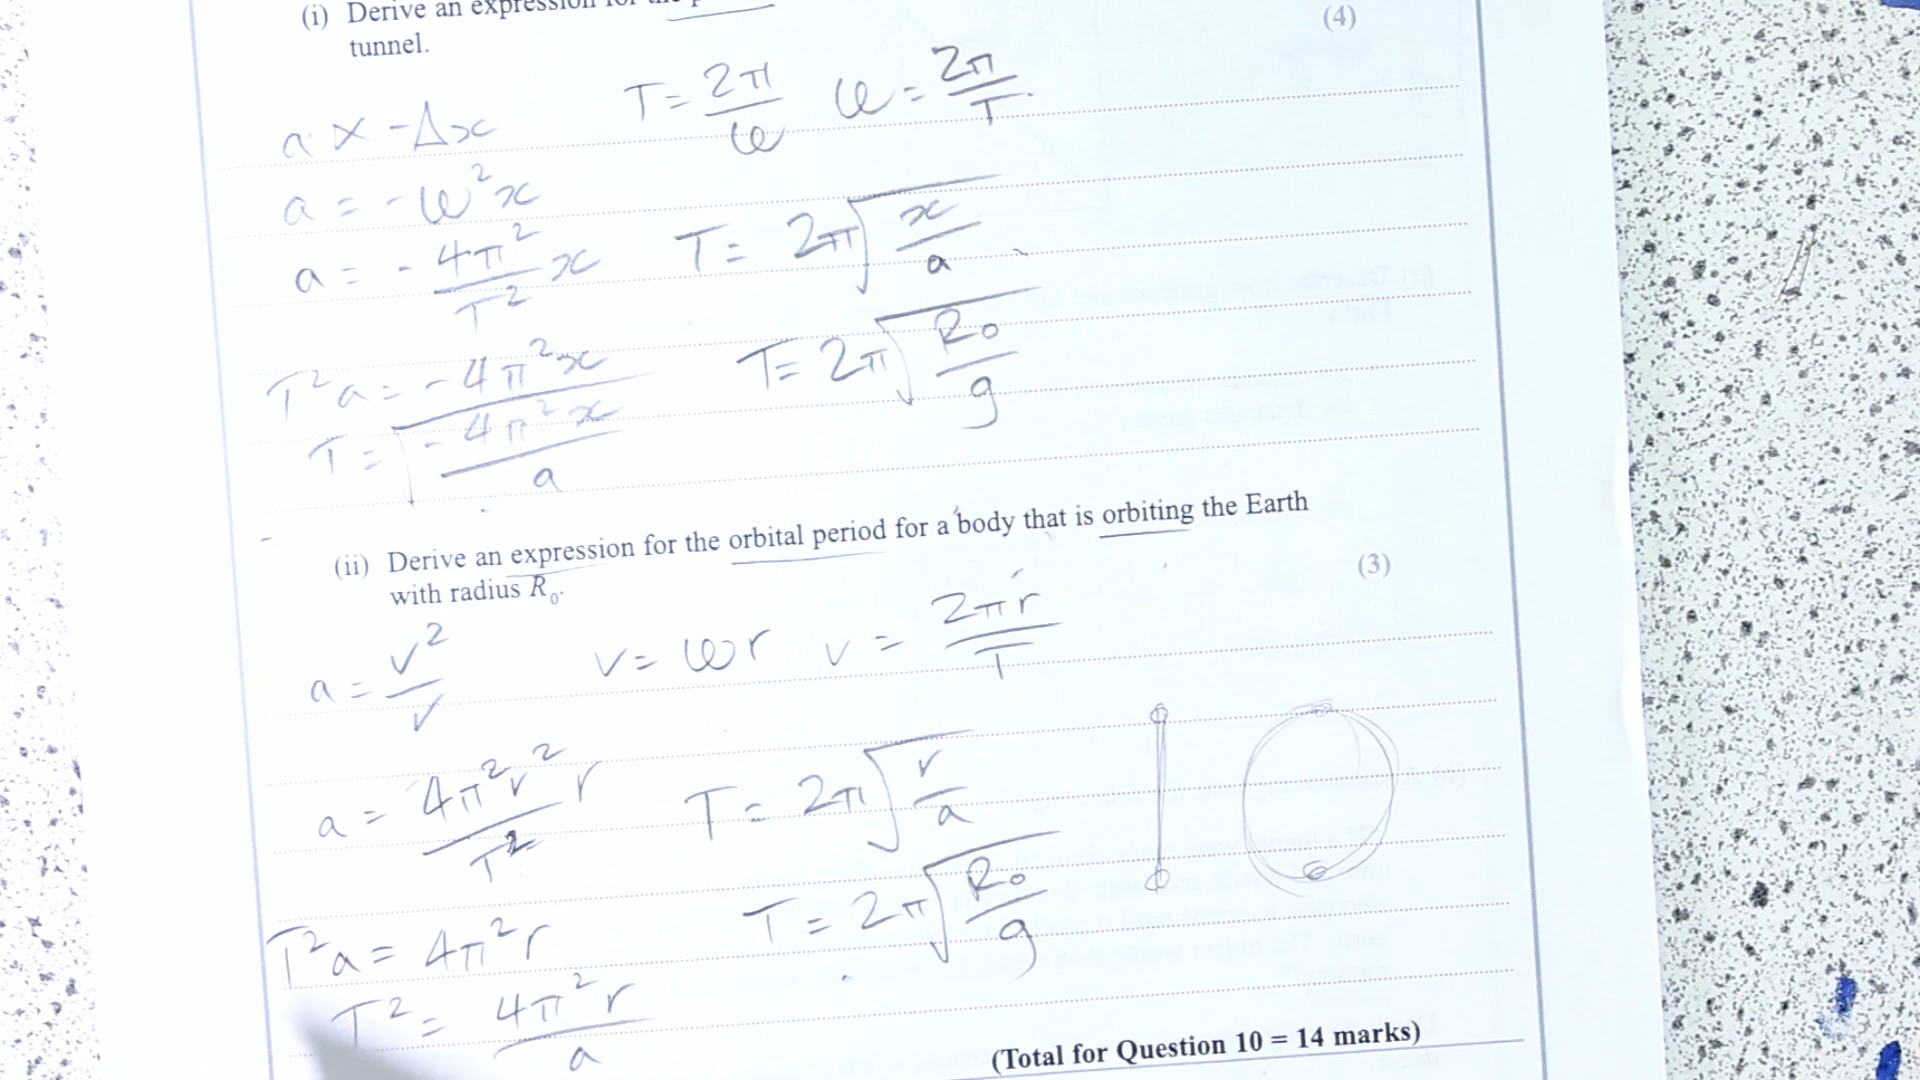 (i) Derive an expression for the
tunnel.
(4)
a ∝ -Δx
T = 2π/ω ω = 2π/T
a = -ω²x
a = - 4π²/T² x
T = 2π√(x/a)
T²a = -4π²x
T = 2π√(R₀/g)
T = √(-4π²x/a)
(ii) Derive an expression for the orbital period for a body that is orbiting the Earth
with radius R₀.
(3)
a = v²/r
v = ωr v = 2πr/T
a = 4π²r²/T² r
T = 2π√(r/a)
T = 2π√(R₀/g)
T²a = 4π²r
T² = 4π²r/a
(Total for Question 10 = 14 marks)